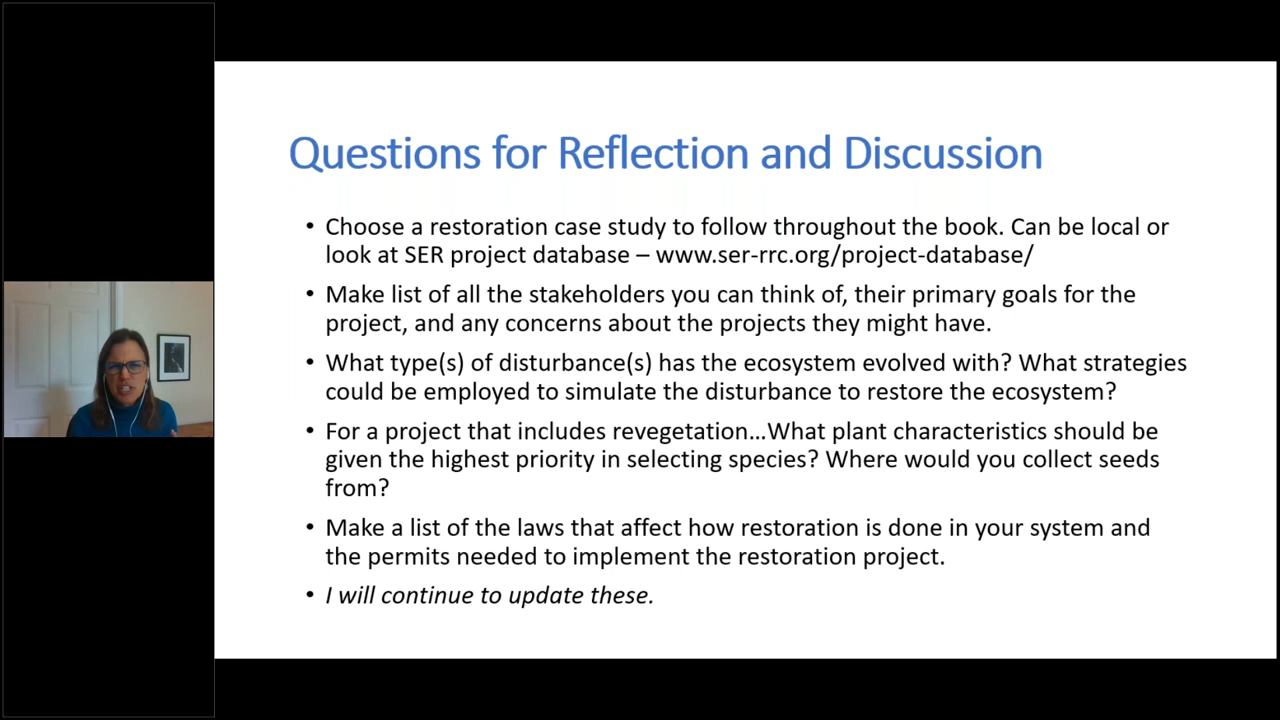 Questions for Reflection and Discussion
• Choose a restoration case study to follow throughout the book. Can be local or
look at SER project database – www.ser-rrc.org/project-database/
• Make list of all the stakeholders you can think of, their primary goals for the
project, and any concerns about the projects they might have.
• What type(s) of disturbance(s) has the ecosystem evolved with? What strategies
could be employed to simulate the disturbance to restore the ecosystem?
• For a project that includes revegetation…What plant characteristics should be
given the highest priority in selecting species? Where would you collect seeds
from?
• Make a list of the laws that affect how restoration is done in your system and
the permits needed to implement the restoration project.
• I will continue to update these.